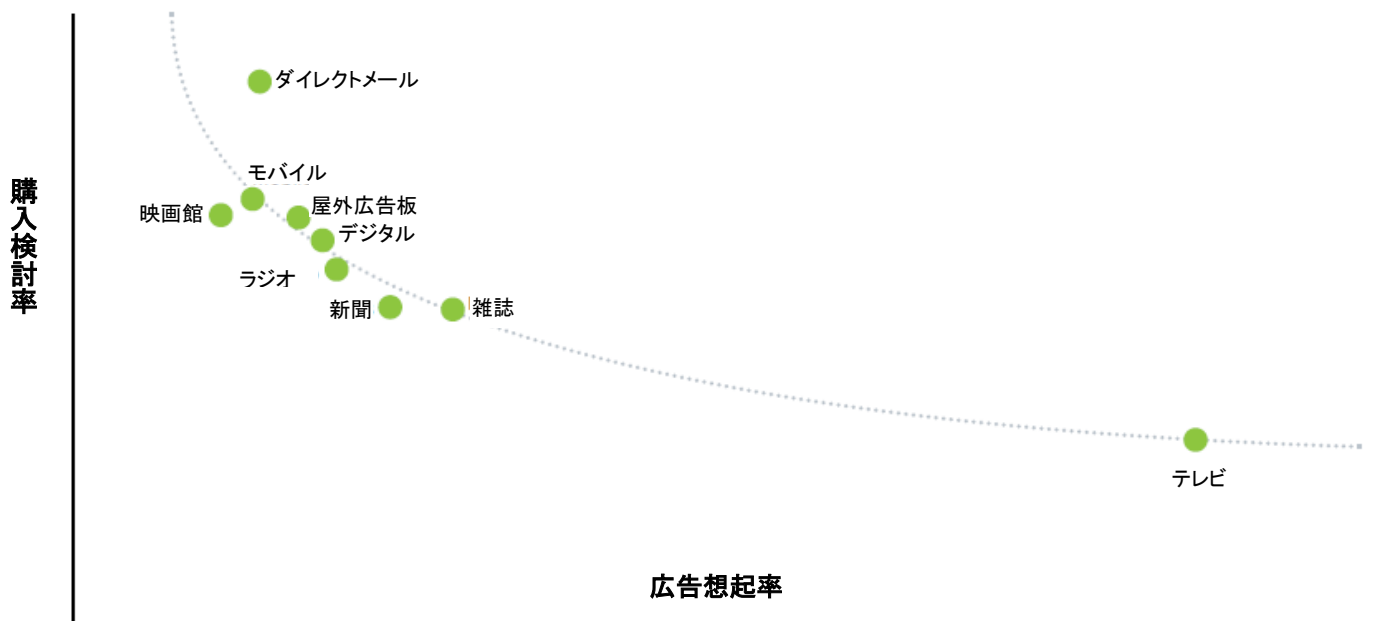 ダイレクトメール
モバイル
映画館
屋外広告板
デジタル
ラジオ
新聞
雑誌
テレビ
購入検討率
広告想起率